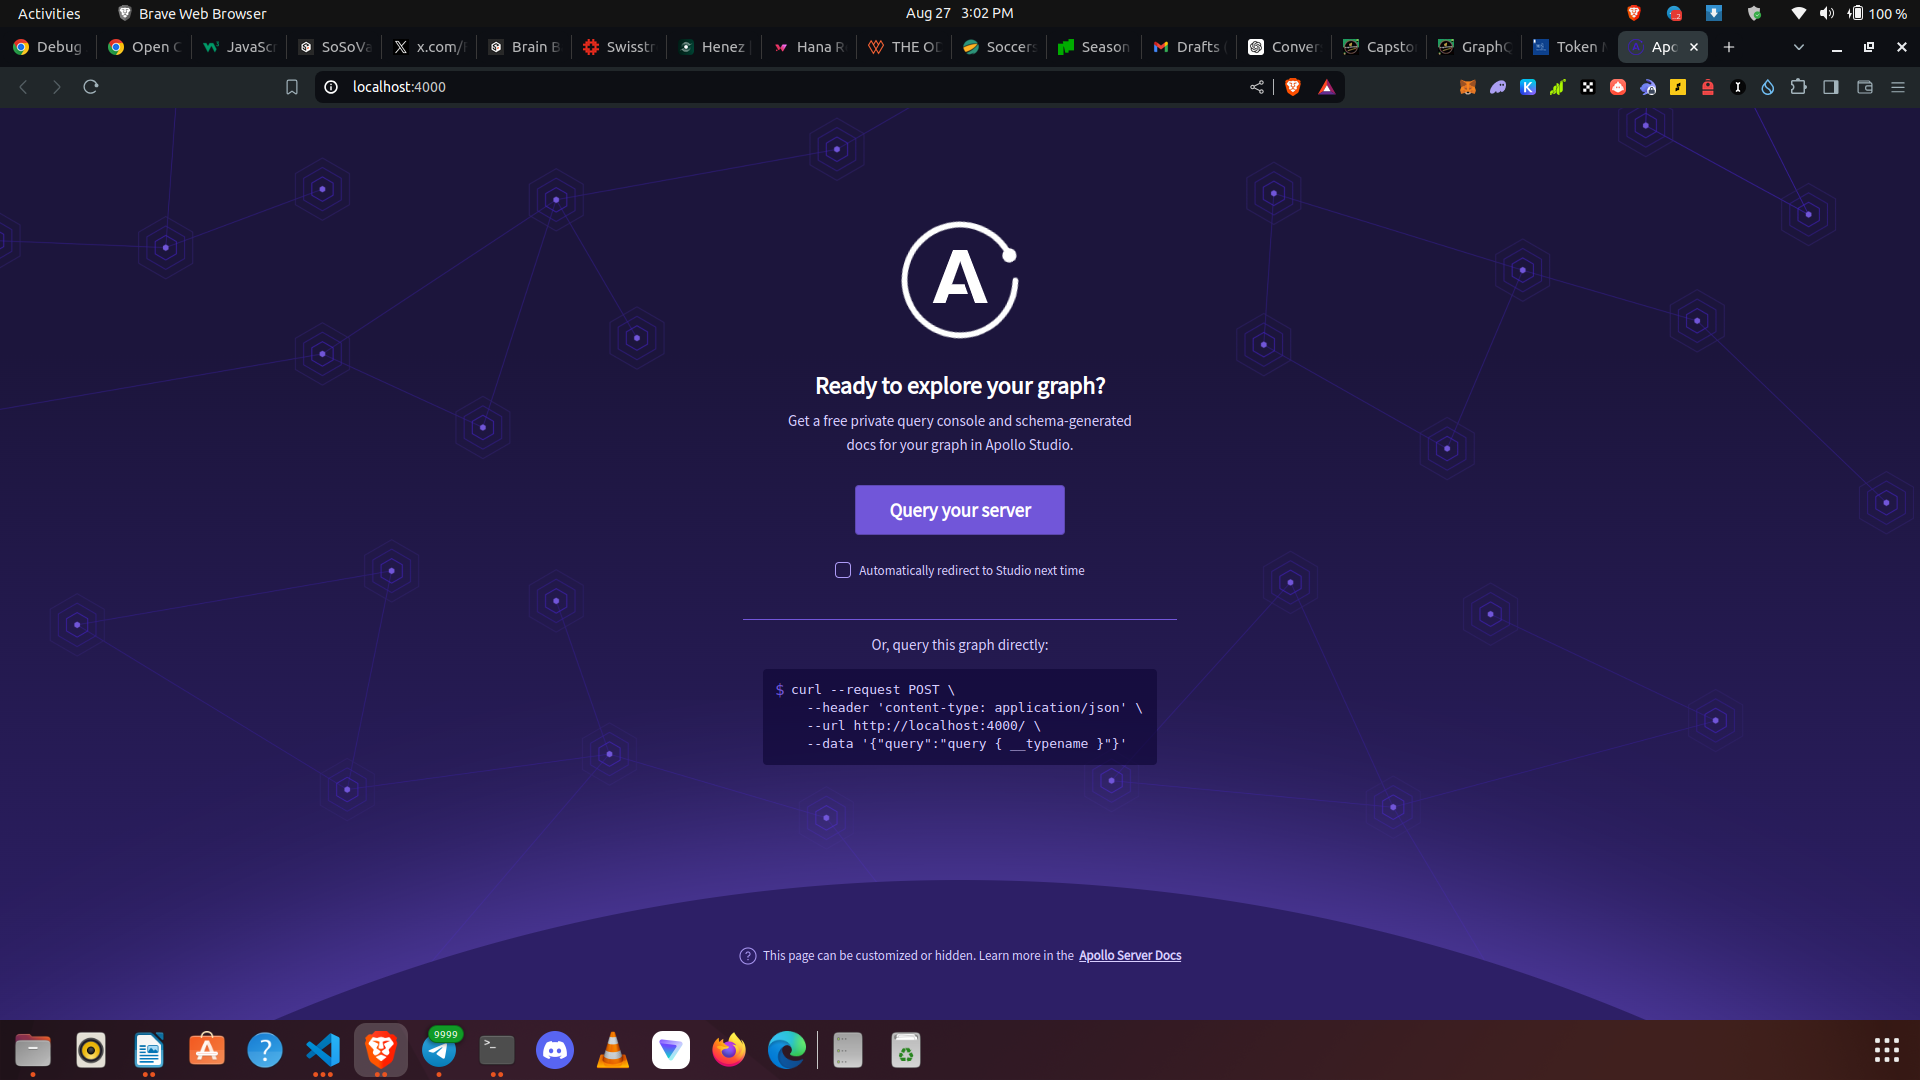 Activities
Brave Web Browser
Aug 27 3:02 PM
100 %
Debug
Open C
JavaScr
SoSoVa
x.com/
Brain B
Swisstr
Henez
Hana R
THE O
Soccers
Season
Drafts
Conver
Capsto
GraphQ
Token
Apo
localhost:4000
A
Ready to explore your graph?
Get a free private query console and schema-generated
docs for your graph in Apollo Studio.
Query your server
Automatically redirect to Studio next time
Or, query this graph directly:
$ curl --request POST \
--header 'content-type: application/json' \
--url http://localhost:4000/ \
--data '{"query":"query { __typename }"}'
? This page can be customized or hidden. Learn more in the Apollo Server Docs
9999